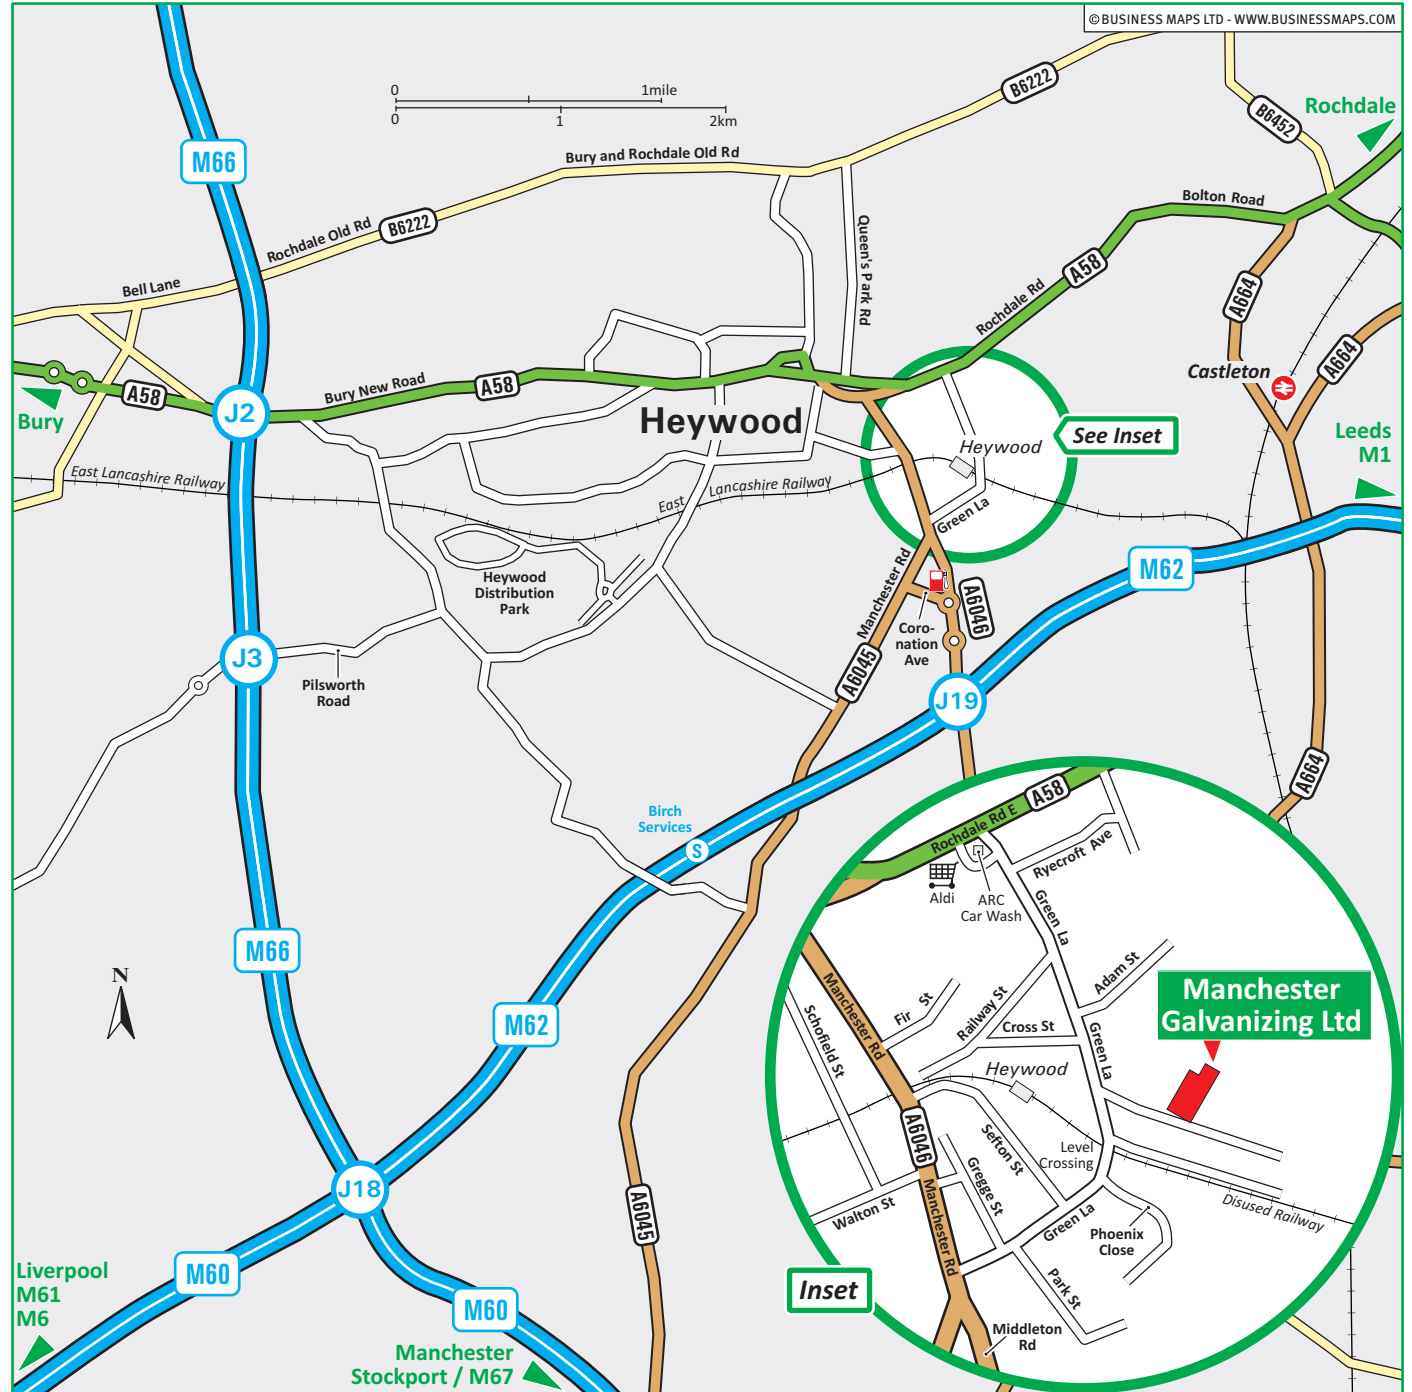 © BUSINESS MAPS LTD - WWW.BUSINESSMAPS.COM
0
1mile
0
1
2km
B6222
B6452
Rochdale
M66
Bury and Rochdale Old Rd
Bolton Road
Rochdale Old Rd
B6222
Queen's Park Rd
A58
Bell Lane
A664
Rochdale Rd
A664
Castleton
Bury New Road
A58
A58
Bury
J2
Heywood
See Inset
Leeds
M1
Heywood
East Lancashire Railway
East
Lancashire Railway
Green La
M62
Heywood
Distribution
Park
Manchester Rd
A6046
Coro-
nation
Ave
J3
Pilsworth
Road
A6045
J19
A664
Birch
Services
S
A58
Rochdale Rd E
Ryecroft Ave
Aldi
ARC
Car Wash
Green La
M66
N
Manchester Rd
Adam St
Manchester
Galvanizing Ltd
Fir St
Railway St
Cross St
Schofield St
M62
Green La
Heywood
A6046
Sefton St
Level
Crossing
J18
Gregge St
Walton St
Manchester Rd
Green La
Disused Railway
Phoenix
Close
A6045
M60
Liverpool
M61
M6
Inset
Park St
M60
Middleton
Rd
Manchester
Stockport / M67